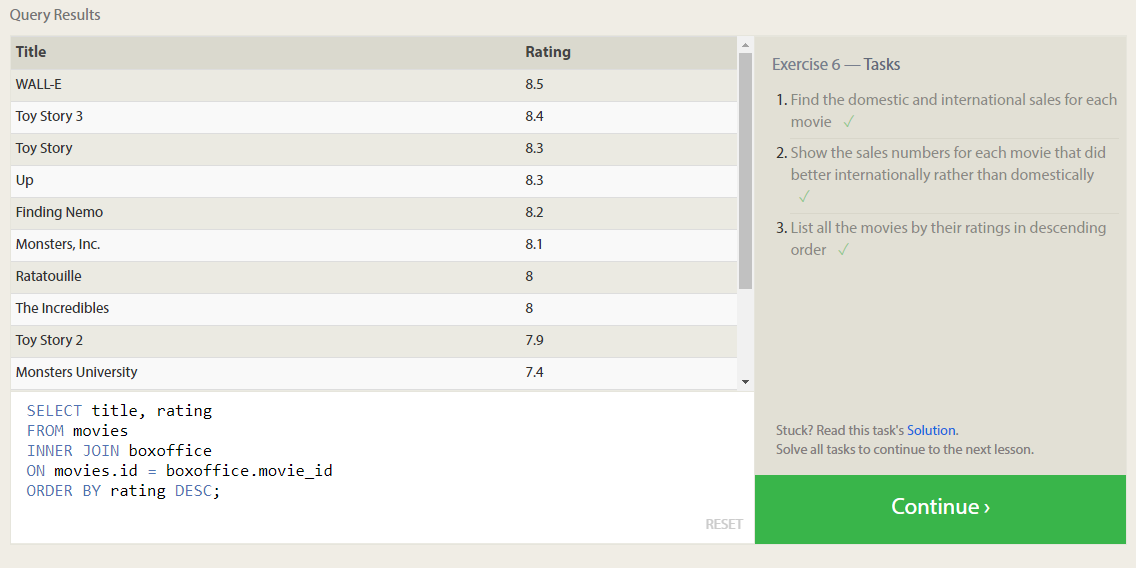 Query Results
Title Rating
WALL-E 8.5
Toy Story 3 8.4
Toy Story 8.3
Up 8.3
Finding Nemo 8.2
Monsters, Inc. 8.1
Ratatouille 8
The Incredibles 8
Toy Story 2 7.9
Monsters University 7.4
SELECT title, rating
FROM movies
INNER JOIN boxoffice
ON movies.id = boxoffice.movie_id
ORDER BY rating DESC;
RESET
Exercise 6 — Tasks
1. Find the domestic and international sales for each
movie ✓
2. Show the sales numbers for each movie that did
better internationally rather than domestically
✓
3. List all the movies by their ratings in descending
order ✓
Stuck? Read this task's Solution.
Solve all tasks to continue to the next lesson.
Continue ›